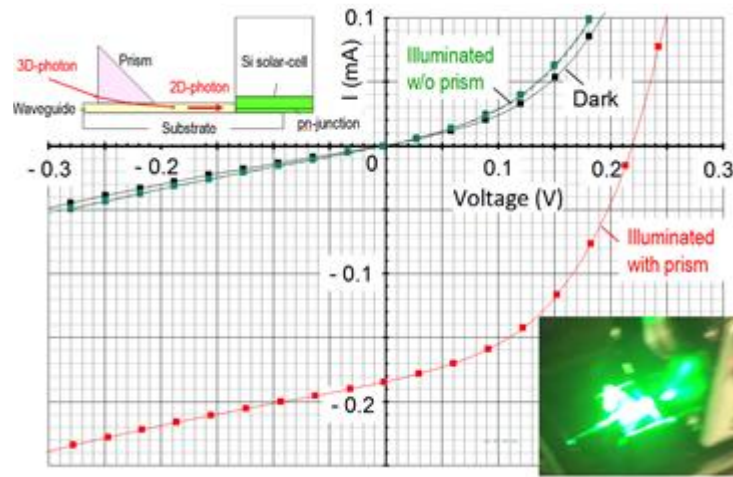 Prism
Si solar-cell
3D-photon
2D-photon
Waveguide
pn-junction
Substrate
I (mA)
0.1
Illuminated
w/o prism
Dark
- 0.3
- 0.2
- 0.1
0
0.1
0.2
0.3
Voltage (V)
Illuminated
with prism
- 0.1
- 0.2